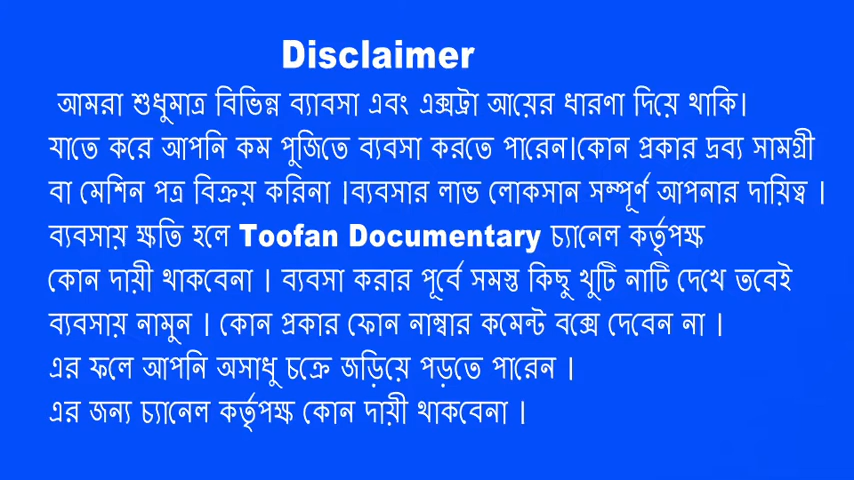 Disclaimer
আমরা শুধুমাত্র বিভিন্ন ব্যাবসা এবং এক্সট্রা আয়ের ধারণা দিয়ে থাকি।
যাতে করে আপনি কম পুজিতে ব্যবসা করতে পারেন।কোন প্রকার দ্রব্য সামগ্রী
বা মেশিন পত্র বিক্রয় করিনা ।ব্যবসার লাভ লোকসান সম্পূর্ণ আপনার দায়িত্ব ।
ব্যবসায় ক্ষতি হলে Toofan Documentary চ্যানেল কর্তৃপক্ষ
কোন দায়ী থাকবেনা । ব্যবসা করার পূর্বে সমস্ত কিছু খুটি নাটি দেখে তবেই
ব্যবসায় নামুন । কোন প্রকার ফোন নাম্বার কমেন্ট বক্সে দেবেন না ।
এর ফলে আপনি অসাধু চক্রে জড়িয়ে পড়তে পারেন ।
এর জন্য চ্যানেল কর্তৃপক্ষ কোন দায়ী থাকবেনা ।